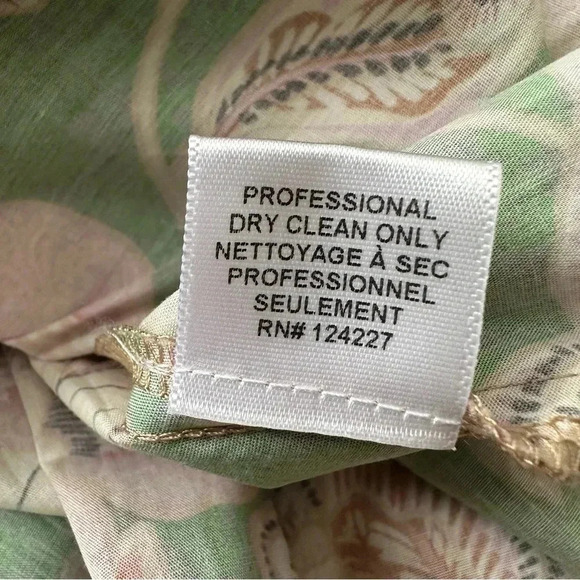 PROFESSIONAL
DRY CLEAN ONLY
NETTOYAGE À SEC
PROFESSIONNEL
SEULEMENT
RN# 124227